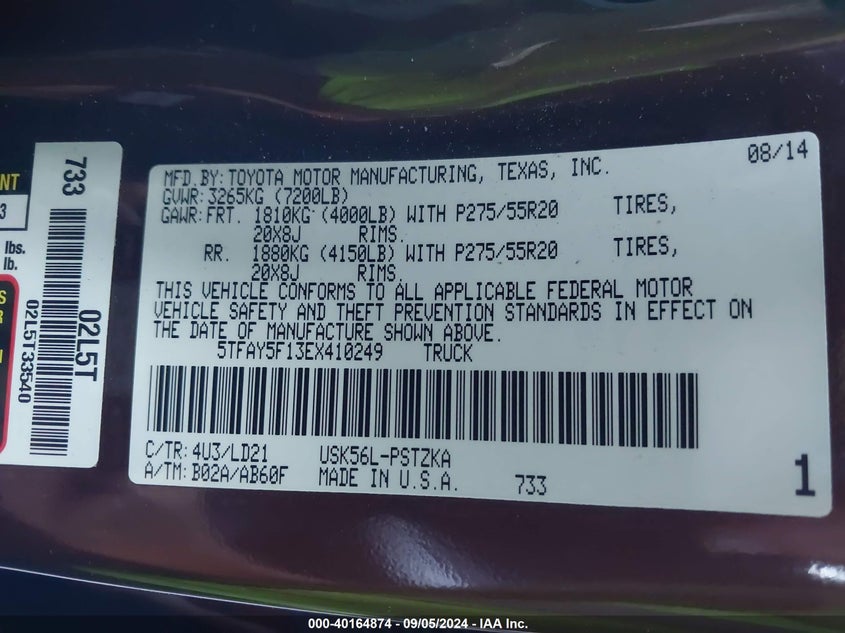 NT
3
lbs.
lb.
S
R
N
733
02L5T33540
02L5T
MFD.BY:TOYOTA MOTOR MANUFACTURING, TEXAS, INC. 08/14
GVWR:3265KG (7200LB)
GAWR:FRT. 1810KG (4000LB) WITH P275/55R20 TIRES,
20X8J RIMS.
RR. 1880KG (4150LB) WITH P275/55R20 TIRES,
20X8J RIMS.
THIS VEHICLE CONFORMS TO ALL APPLICABLE FEDERAL MOTOR
VEHICLE SAFETY AND THEFT PREVENTION STANDARDS IN EFFECT ON
THE DATE OF MANUFACTURE SHOWN ABOVE.
5TFAY5F13EX410249 TRUCK
C/TR: 4U3/LD21 USK56L-PSTZKA
A/TM: B02A/AB60F MADE IN U.S.A. 733 1
000-40164874 - 09/05/2024 - IAA Inc.